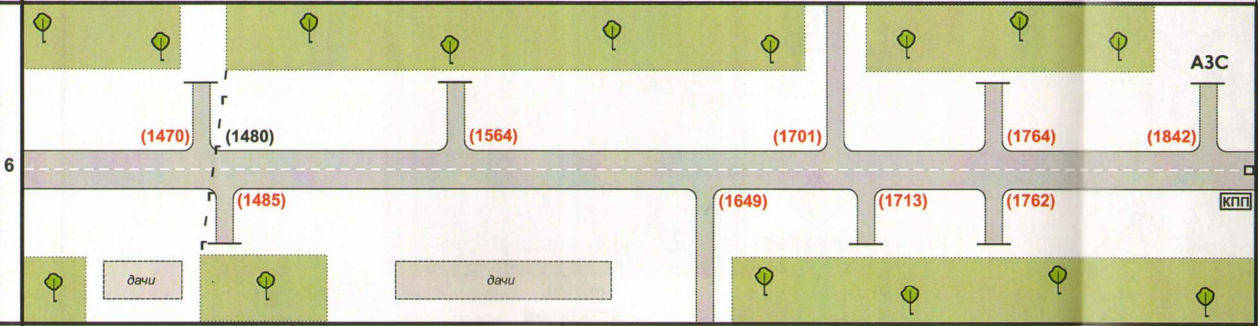 АЗС
(1470)
(1480)
(1564)
(1701)
(1764)
(1842)
6
(1485)
(1649)
(1713)
(1762)
КПП
дачи
дачи